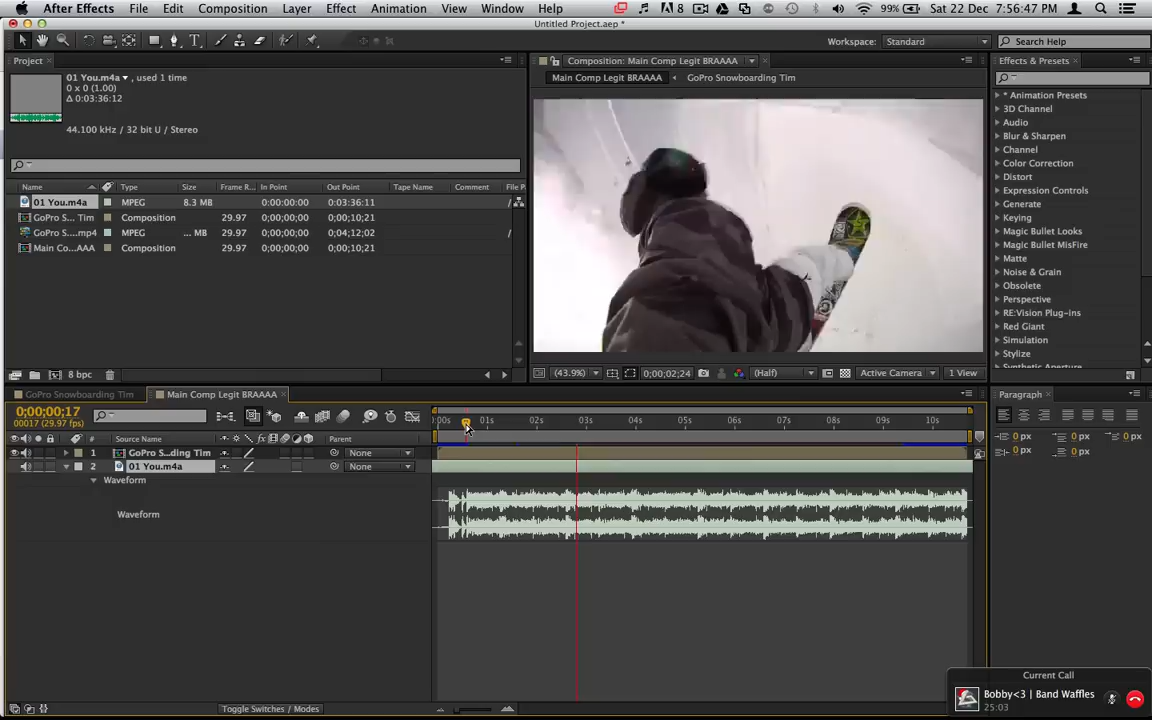 After Effects File Edit Composition Layer Effect Animation View Window Help 8 99% Sat 22 Dec 7:56:47 PM
Untitled Project.aep *
T Workspace: Standard Search Help
Project
01 You.m4a , used 1 time
0 x 0 (1.00)
Δ 0:03:36:12
44.100 kHz / 32 bit U / Stereo
Name Type Size Frame R... In Point Out Point Tape Name Comment File P
01 You.m4a MPEG 8.3 MB 0:00:00:00 0:03:36:11 /
GoPro S... Tim Composition 29.97 0;00;00;00 0;00;10;21
GoPro S....mp4 MPEG ... MB 29.97 0;00;00;00 0;04;12;02 /
Main Co...AAA Composition 29.97 0;00;00;00 0;00;10;21
8 bpc
Composition: Main Comp Legit BRAAAA
Main Comp Legit BRAAAA GoPro Snowboarding Tim
(43.9%) 0;00;02;24 (Half) Active Camera 1 View
Effects & Presets
* Animation Presets
3D Channel
Audio
Blur & Sharpen
Channel
Color Correction
Distort
Expression Controls
Generate
Keying
Magic Bullet Looks
Magic Bullet MisFire
Matte
Noise & Grain
Obsolete
Perspective
RE:Vision Plug-ins
Red Giant
Simulation
Stylize
Synthetic Aperture
GoPro Snowboarding Tim Main Comp Legit BRAAAA
0;00;00;17
00017 (29.97 fps)
:00s 01s 02s 03s 04s 05s 06s 07s 08s 09s 10s
# Source Name fx Parent
1 GoPro S...ding Tim None
2 01 You.m4a None
Waveform
Waveform
Toggle Switches / Modes
Paragraph
0 px 0 px 0 px
0 px 0 px
Current Call
Bobby<3 | Band Waffles
25:03